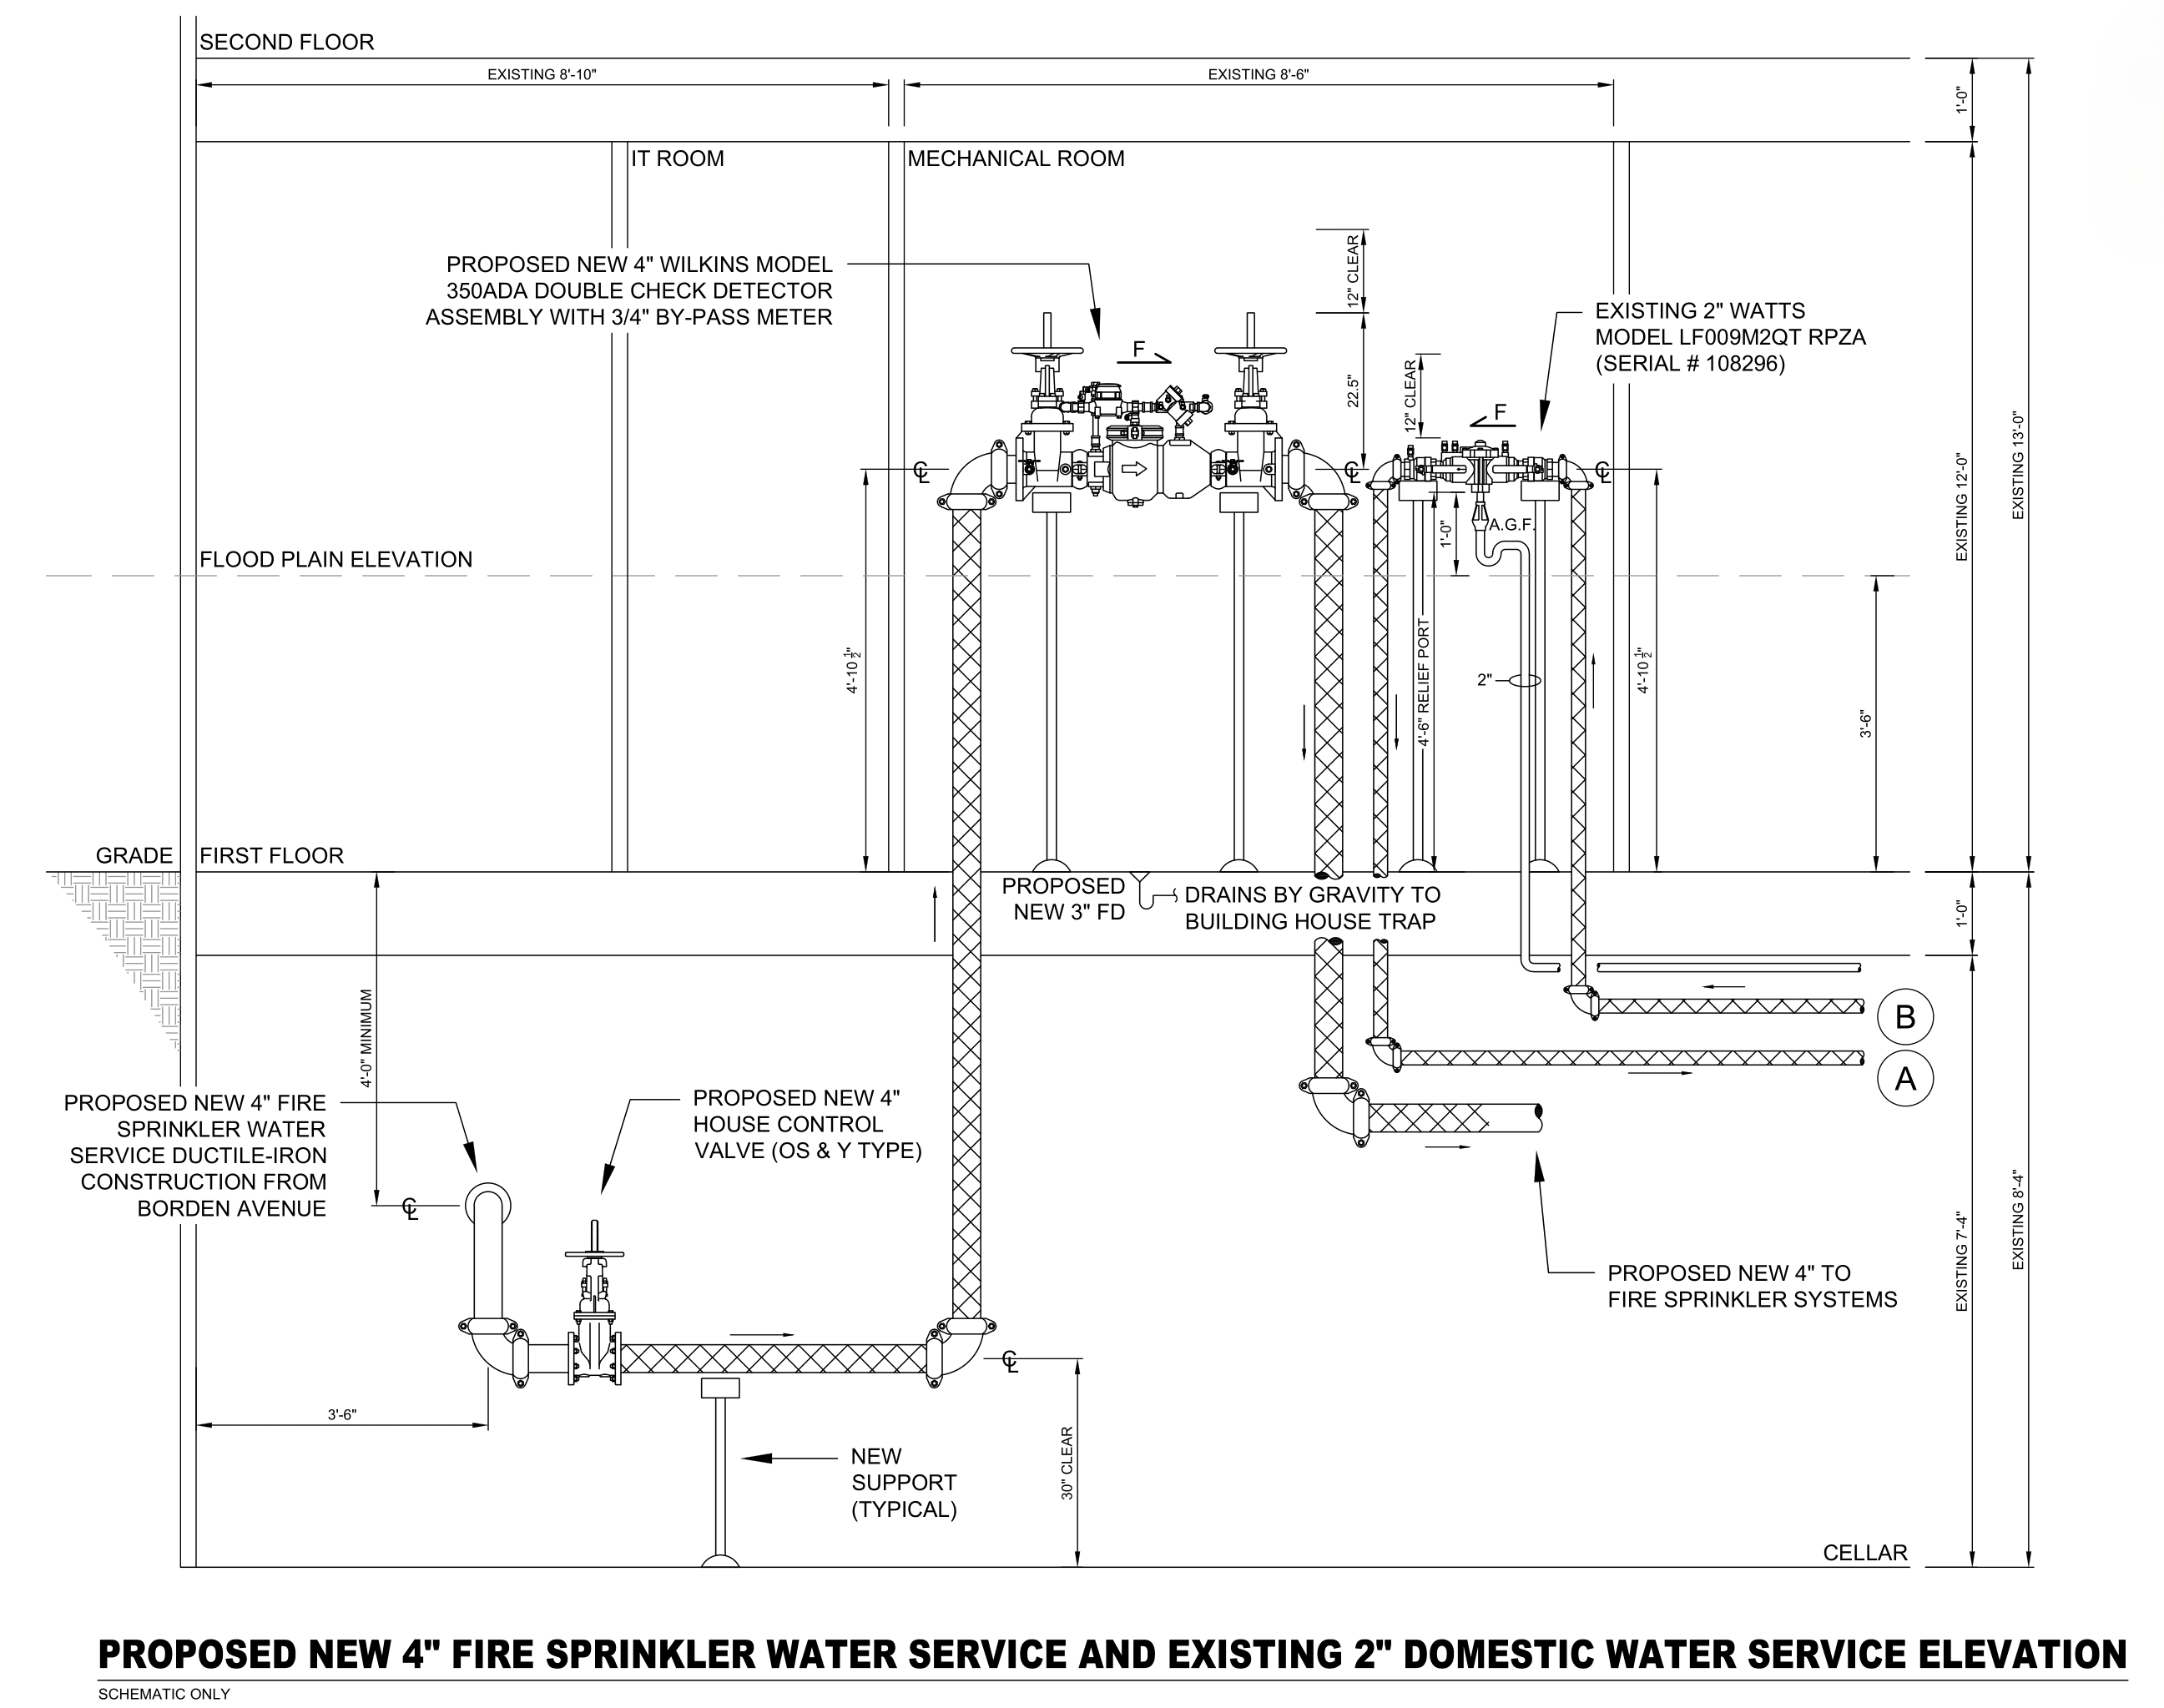 SECOND FLOOR
EXISTING 8'-10"
EXISTING 8'-6"
1'-0"
IT ROOM
MECHANICAL ROOM
PROPOSED NEW 4" WILKINS MODEL
350ADA DOUBLE CHECK DETECTOR
ASSEMBLY WITH 3/4" BY-PASS METER
12" CLEAR
EXISTING 2" WATTS
MODEL LF009M2QT RPZA
(SERIAL # 108296)
F
22.5"
12" CLEAR
F
EXISTING 12'-0"
EXISTING 13'-0"
℄
℄
℄
A.G.F.
1'-0"
FLOOD PLAIN ELEVATION
4'-10 ½"
4'-6" RELIEF PORT
2"
4'-10 ½"
3'-6"
GRADE
FIRST FLOOR
PROPOSED
NEW 3" FD
DRAINS BY GRAVITY TO
BUILDING HOUSE TRAP
1'-0"
4'-0" MINIMUM
B
A
PROPOSED NEW 4" FIRE
SPRINKLER WATER
SERVICE DUCTILE-IRON
CONSTRUCTION FROM
BORDEN AVENUE
℄
PROPOSED NEW 4"
HOUSE CONTROL
VALVE (OS & Y TYPE)
PROPOSED NEW 4" TO
FIRE SPRINKLER SYSTEMS
EXISTING 7'-4"
EXISTING 8'-4"
℄
3'-6"
NEW
SUPPORT
(TYPICAL)
30" CLEAR
CELLAR
PROPOSED NEW 4" FIRE SPRINKLER WATER SERVICE AND EXISTING 2" DOMESTIC WATER SERVICE ELEVATION
SCHEMATIC ONLY